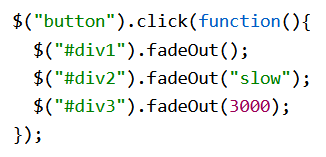 $("button").click(function(){
  $("#div1").fadeOut();
  $("#div2").fadeOut("slow");
  $("#div3").fadeOut(3000);
});